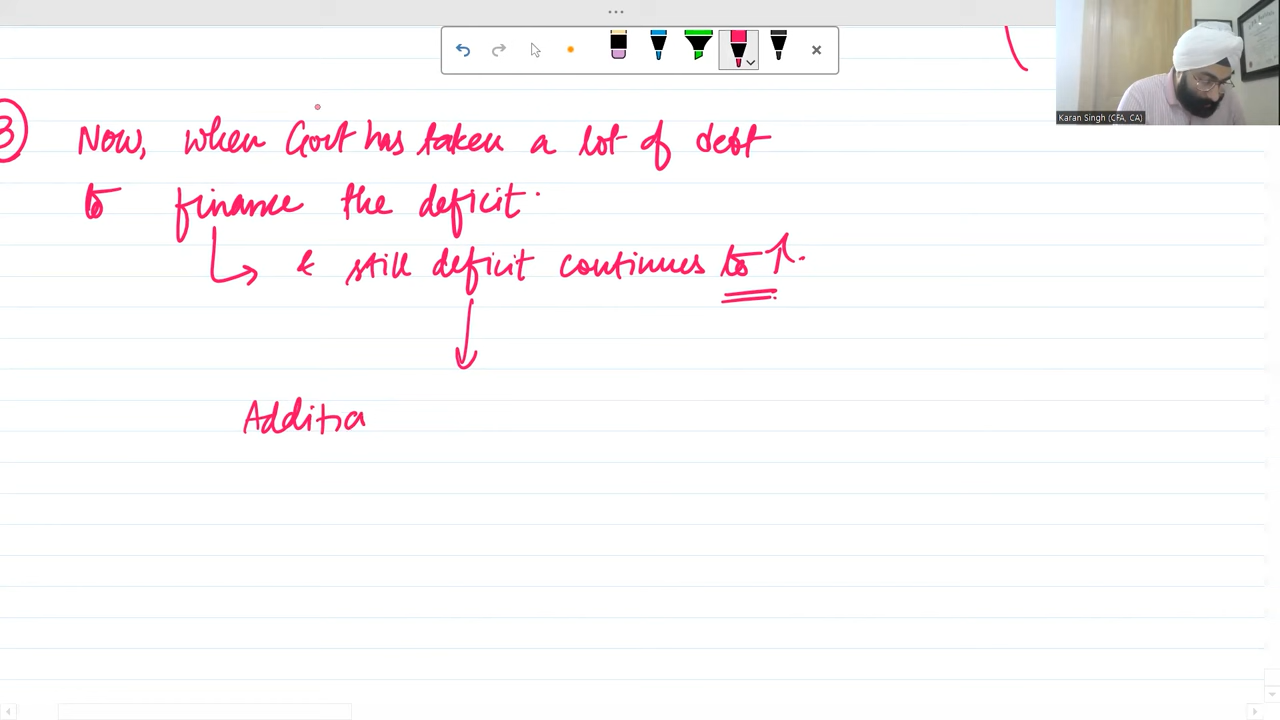 3 Now, when Govt has taken a lot of debt
to finance the deficit.
& still deficit continues to ↑.
Additia
Karan Singh (CFA, CA)